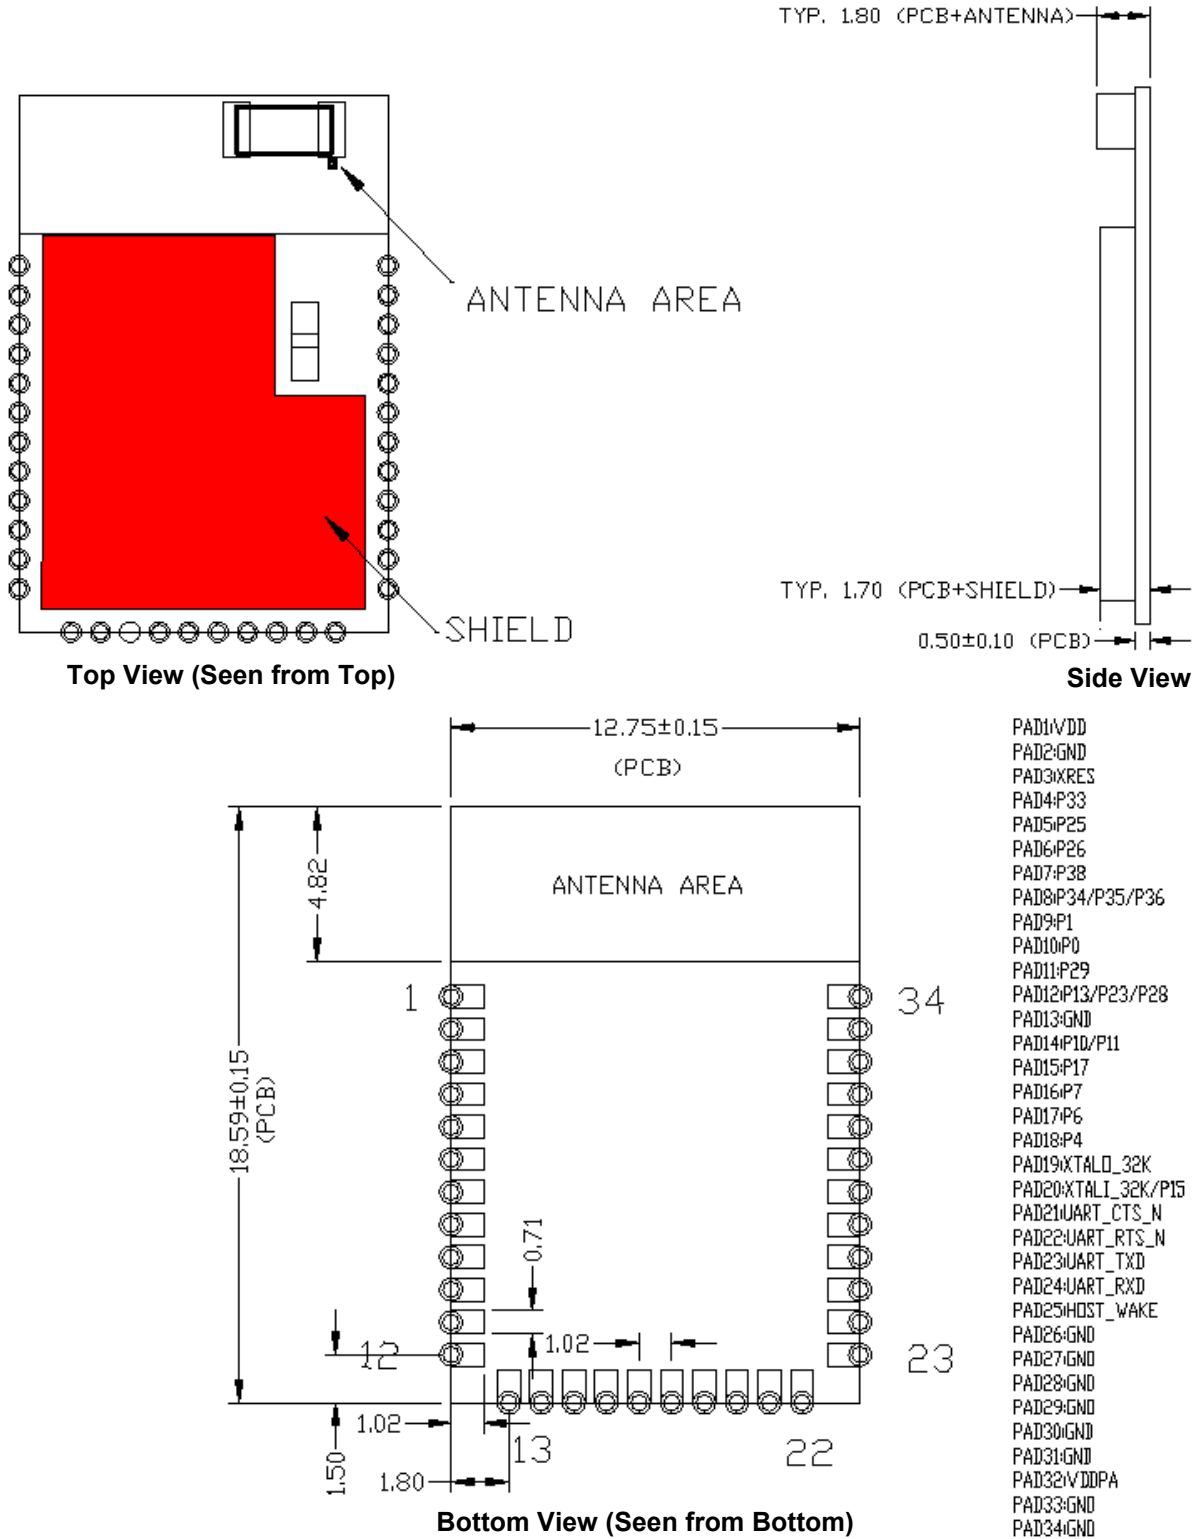 TYP. 1.80 (PCB+ANTENNA)
ANTENNA AREA
TYP. 1.70 (PCB+SHIELD)
SHIELD
0.50±0.10 (PCB)
Top View (Seen from Top)
Side View
12.75±0.15
(PCB)
4.82
ANTENNA AREA
18.59±0.15
(PCB)
1
34
0.71
1.02
12
23
1.02
13
22
1.50
1.80
Bottom View (Seen from Bottom)
PAD1:VDD
PAD2:GND
PAD3:XRES
PAD4:P33
PAD5:P25
PAD6:P26
PAD7:P38
PAD8:P34/P35/P36
PAD9:P1
PAD10:P0
PAD11:P29
PAD12:P13/P23/P28
PAD13:GND
PAD14:P10/P11
PAD15:P17
PAD16:P7
PAD17:P6
PAD18:P4
PAD19:XTALO_32K
PAD20:XTALI_32K/P15
PAD21:UART_CTS_N
PAD22:UART_RTS_N
PAD23:UART_TXD
PAD24:UART_RXD
PAD25:HOST_WAKE
PAD26:GND
PAD27:GND
PAD28:GND
PAD29:GND
PAD30:GND
PAD31:GND
PAD32:VDDPA
PAD33:GND
PAD34:GND